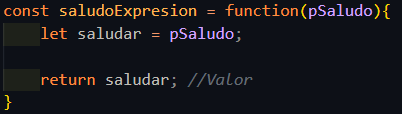 const saludoExpresion = function(pSaludo){
    let saludar = pSaludo;

    return saludar; //Valor
}